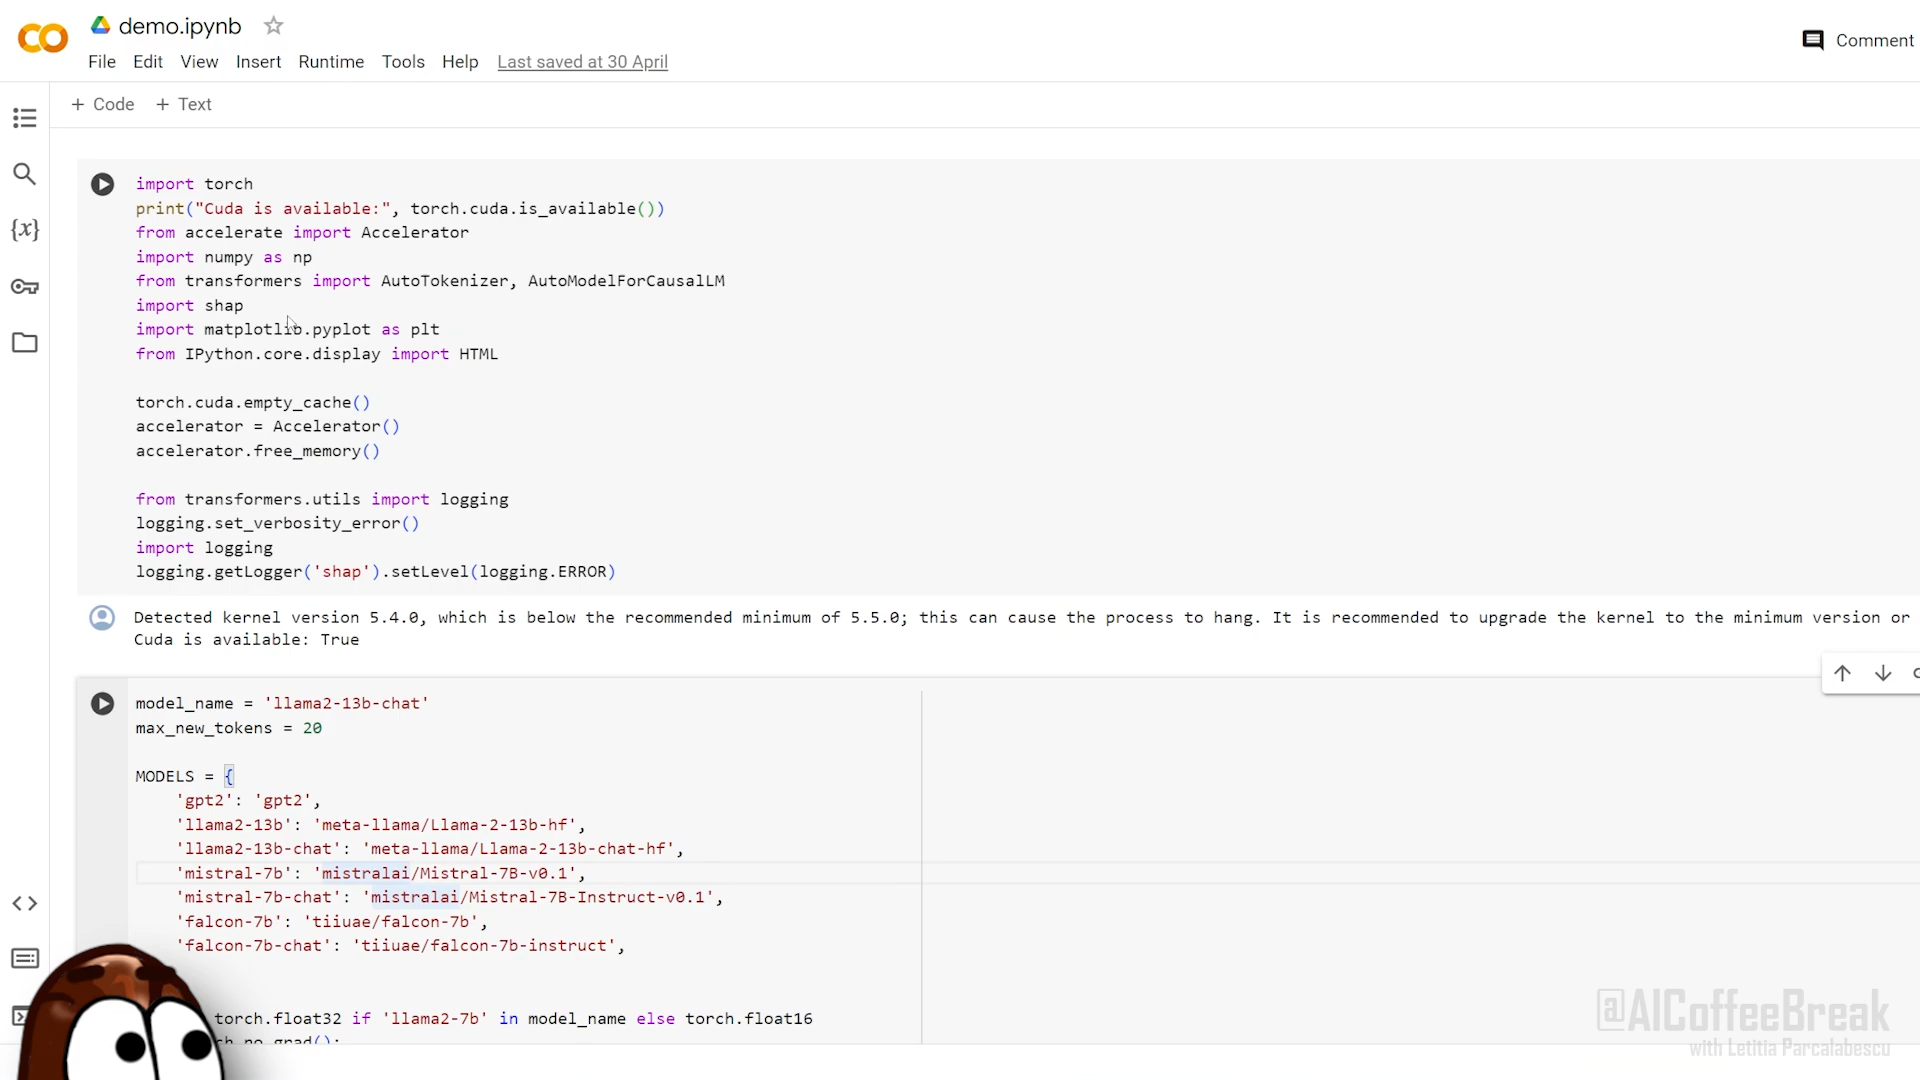 demo.ipynb
Comment
File Edit View Insert Runtime Tools Help Last saved at 30 April
+ Code + Text
import torch
print("Cuda is available:", torch.cuda.is_available())
from accelerate import Accelerator
import numpy as np
from transformers import AutoTokenizer, AutoModelForCausalLM
import shap
import matplotlib.pyplot as plt
from IPython.core.display import HTML
torch.cuda.empty_cache()
accelerator = Accelerator()
accelerator.free_memory()
from transformers.utils import logging
logging.set_verbosity_error()
import logging
logging.getLogger('shap').setLevel(logging.ERROR)
Detected kernel version 5.4.0, which is below the recommended minimum of 5.5.0; this can cause the process to hang. It is recommended to upgrade the kernel to the minimum version or
Cuda is available: True
model_name = 'llama2-13b-chat'
max_new_tokens = 20
MODELS = {
'gpt2': 'gpt2',
'llama2-13b': 'meta-llama/Llama-2-13b-hf',
'llama2-13b-chat': 'meta-llama/Llama-2-13b-chat-hf',
'mistral-7b': 'mistralai/Mistral-7B-v0.1',
'mistral-7b-chat': 'mistralai/Mistral-7B-Instruct-v0.1',
'falcon-7b': 'tiiuae/falcon-7b',
'falcon-7b-chat': 'tiiuae/falcon-7b-instruct',
torch.float32 if 'llama2-7b' in model_name else torch.float16
@AICoffeeBreak
with Letitia Parcalabescu